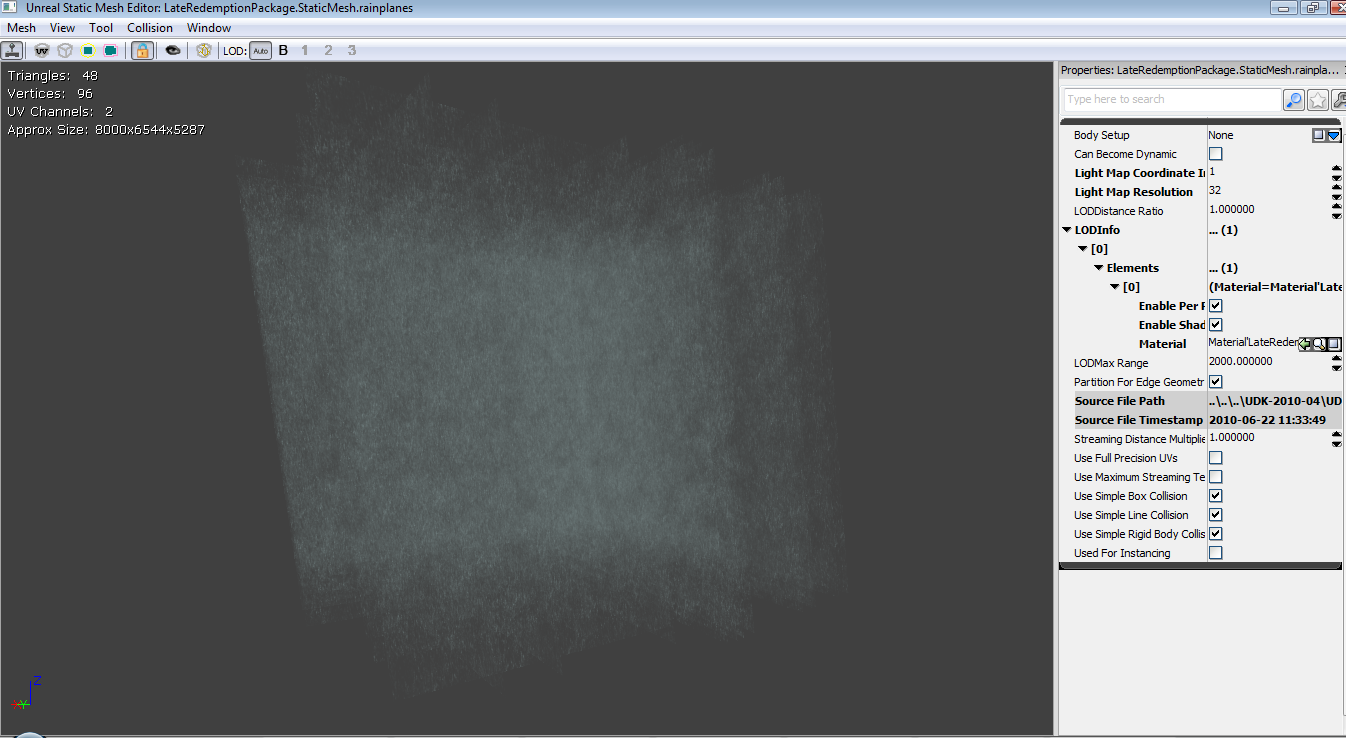 Unreal Static Mesh Editor: LateRedemptionPackage.StaticMesh.rainplanes
Mesh View Tool Collision Window
LOD: Auto B 1 2 3
Triangles: 48
Vertices: 96
UV Channels: 2
Approx Size: 8000x6544x5287
Z
Y
Properties: LateRedemptionPackage.StaticMesh.rainpla...
Type here to search
Body Setup None
Can Become Dynamic
Light Map Coordinate I 1
Light Map Resolution 32
LODDistance Ratio 1.000000
LODInfo ... (1)
[0]
Elements ... (1)
[0] (Material=Material'Late
Enable Per
Enable Shad
Material Material'LateReder
LODMax Range 2000.000000
Partition For Edge Geometr
Source File Path ..\..\..\UDK-2010-04\UD
Source File Timestamp 2010-06-22 11:33:49
Streaming Distance Multiplie 1.000000
Use Full Precision UVs
Use Maximum Streaming Te
Use Simple Box Collision
Use Simple Line Collision
Use Simple Rigid Body Collis
Used For Instancing